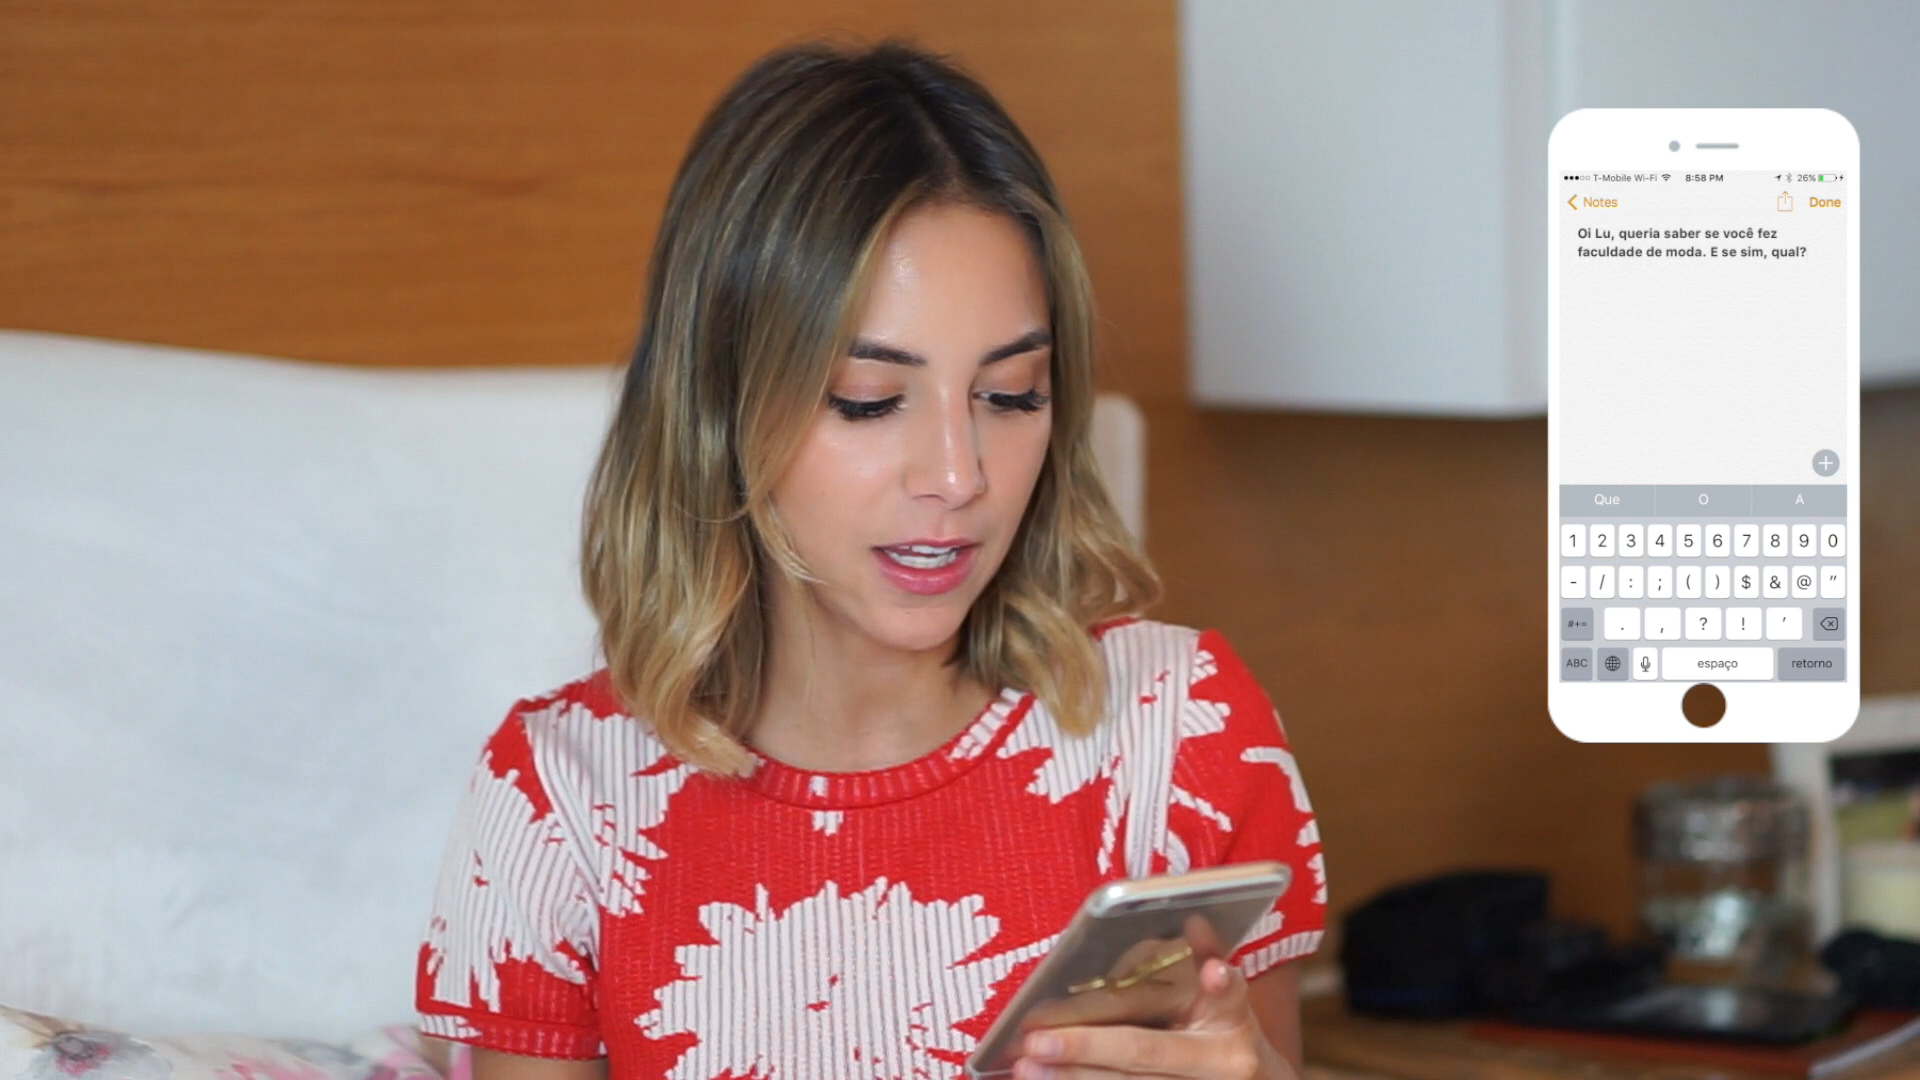 T-Mobile Wi-Fi 8:58 PM 26%
Notes Done
Oi Lu, queria saber se você fez
faculdade de moda. E se sim, qual?
Que O A
1 2 3 4 5 6 7 8 9 0
- / : ; ( ) $ & @ "
#+= . , ? ! '
ABC espaço retorno